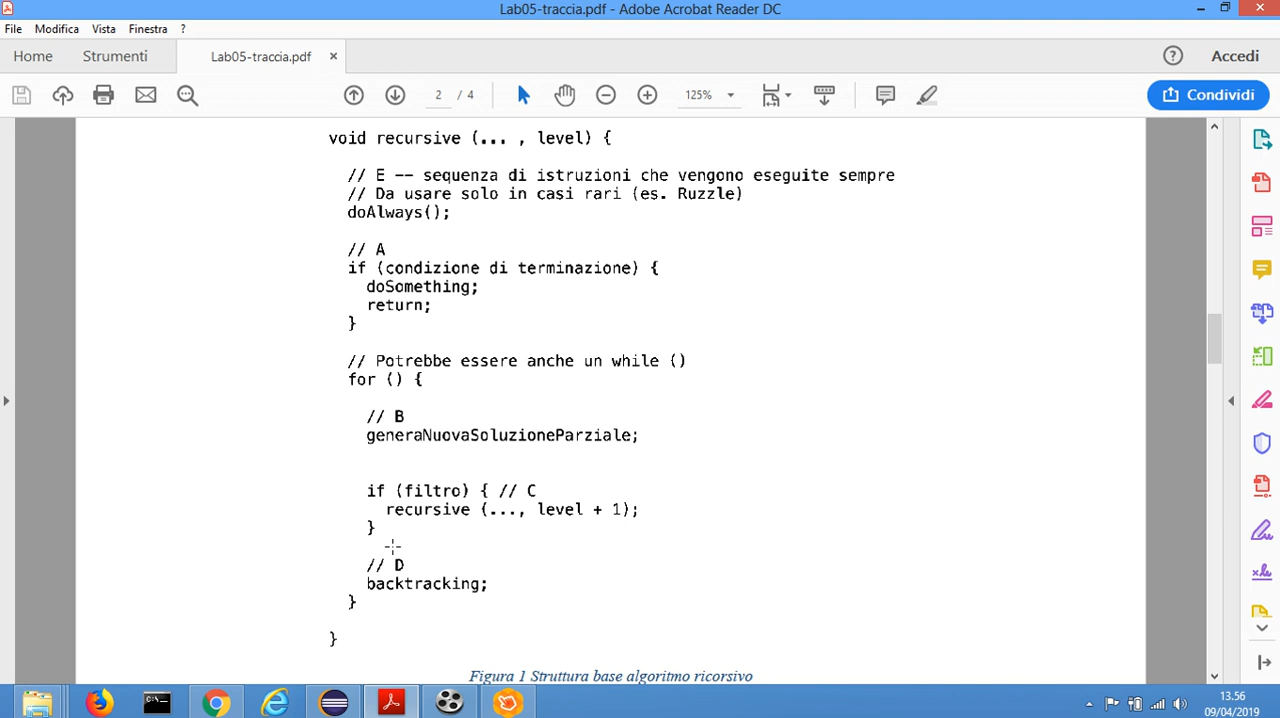 Lab05-traccia.pdf - Adobe Acrobat Reader DC
File Modifica Vista Finestra ?
Home Strumenti Lab05-traccia.pdf × ? Accedi
2 / 4 125% Condividi
void recursive (... , level) {
// E -- sequenza di istruzioni che vengono eseguite sempre
// Da usare solo in casi rari (es. Ruzzle)
doAlways();
// A
if (condizione di terminazione) {
doSomething;
return;
}
// Potrebbe essere anche un while ()
for () {
// B
generaNuovaSoluzioneParziale;
if (filtro) { // C
recursive (..., level + 1);
}
// D
backtracking;
}
}
Figura 1 Struttura base algoritmo ricorsivo
13.56
09/04/2019